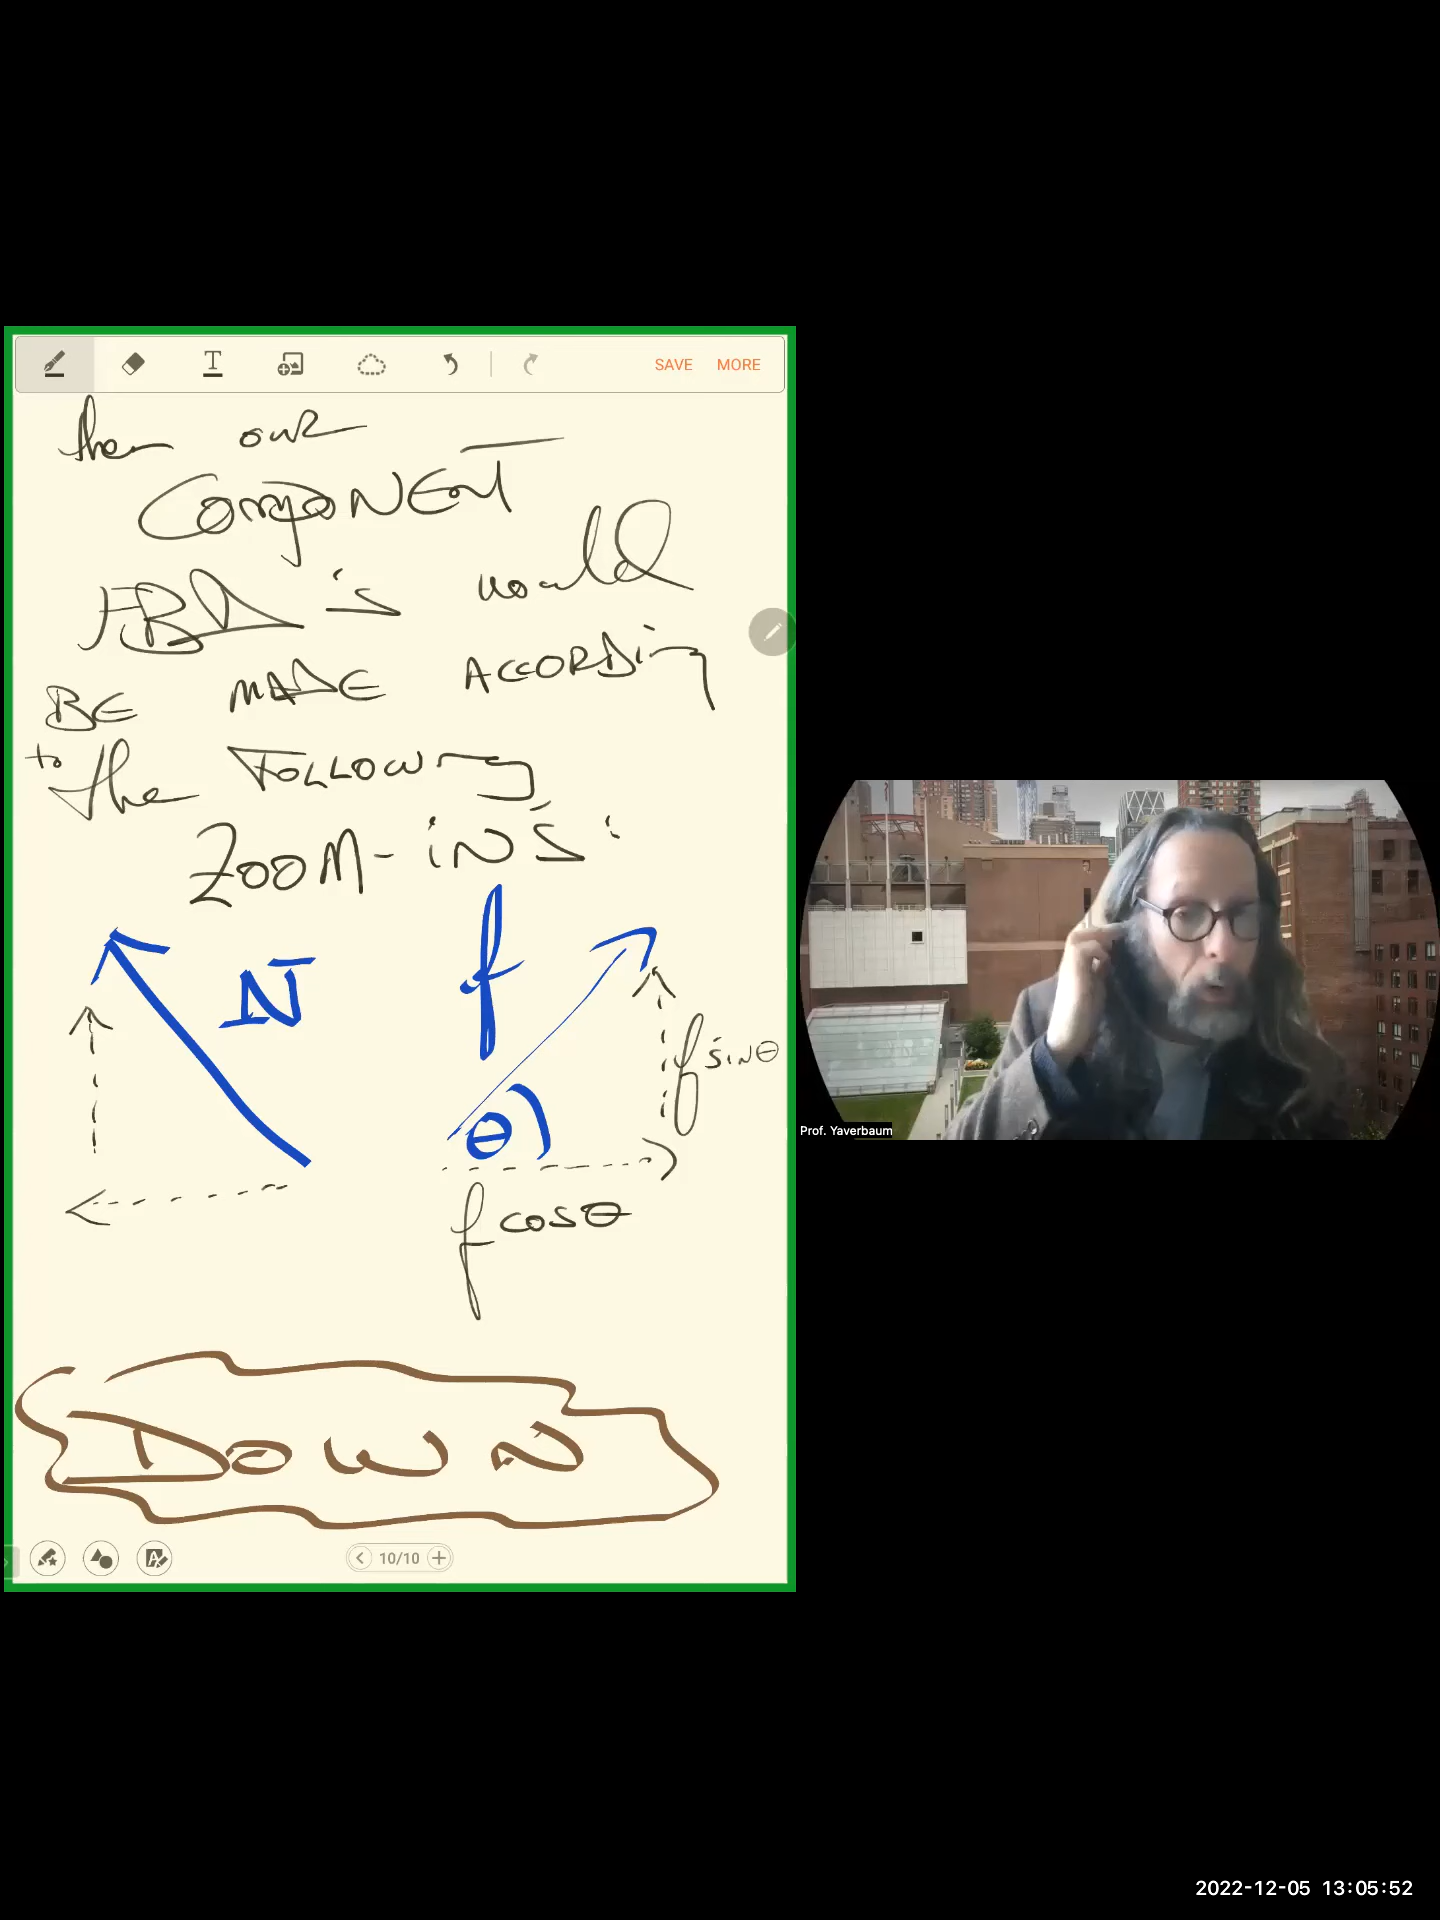 SAVE MORE
then our
COMPONENT
FBD's would
BE MADE ACCORDing
to the FOLLOWing
ZOOM-iNS:
N f
f sinθ
θ
f cosθ
DOWN
10/10
Prof. Yaverbaum
2022-12-05 13:05:52